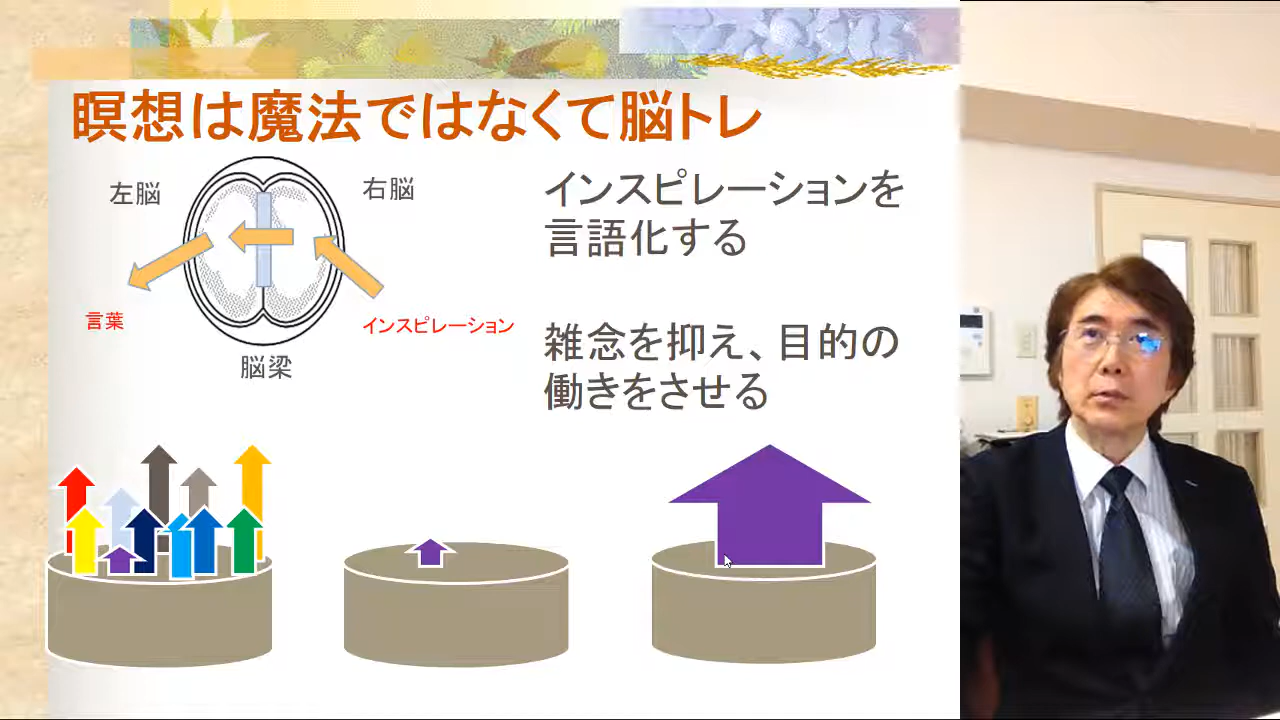 瞑想は魔法ではなくて脳トレ
左脳
右脳
言葉
インスピレーション
脳梁
インスピレーションを
言語化する
雑念を抑え、目的の
働きをさせる